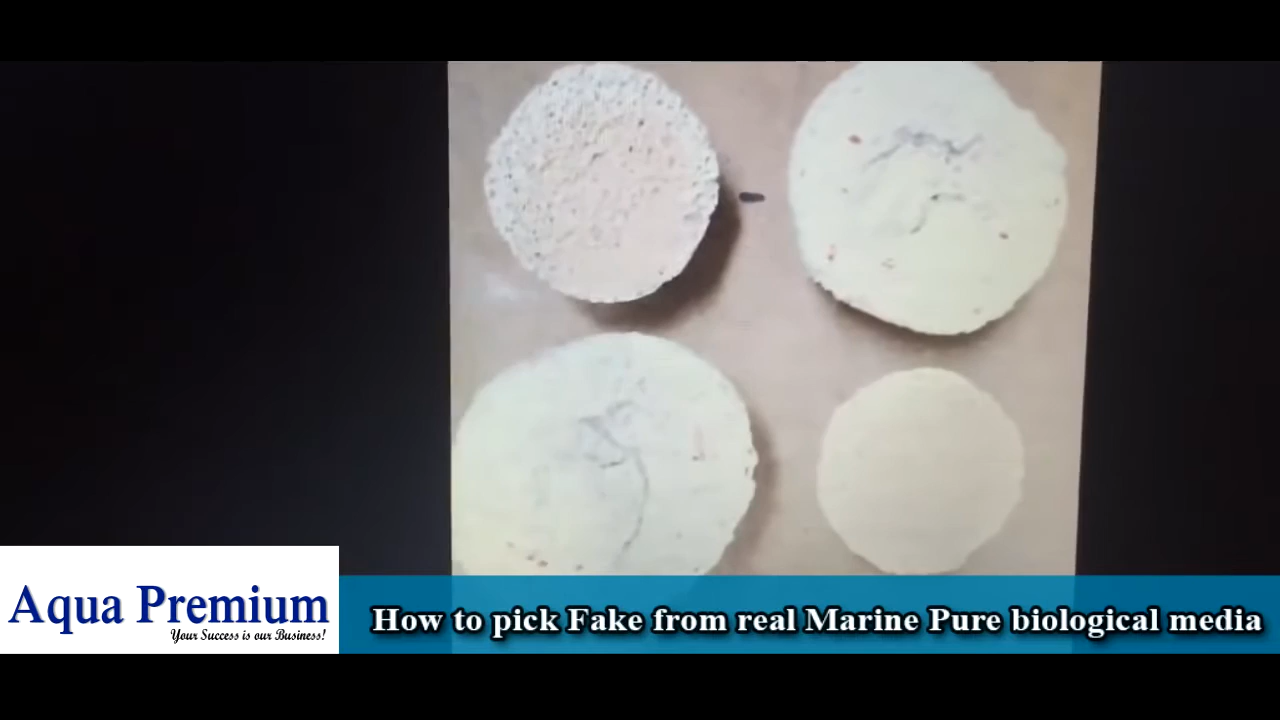 Aqua Premium
Your Success is our Business!
How to pick Fake from real Marine Pure biological media